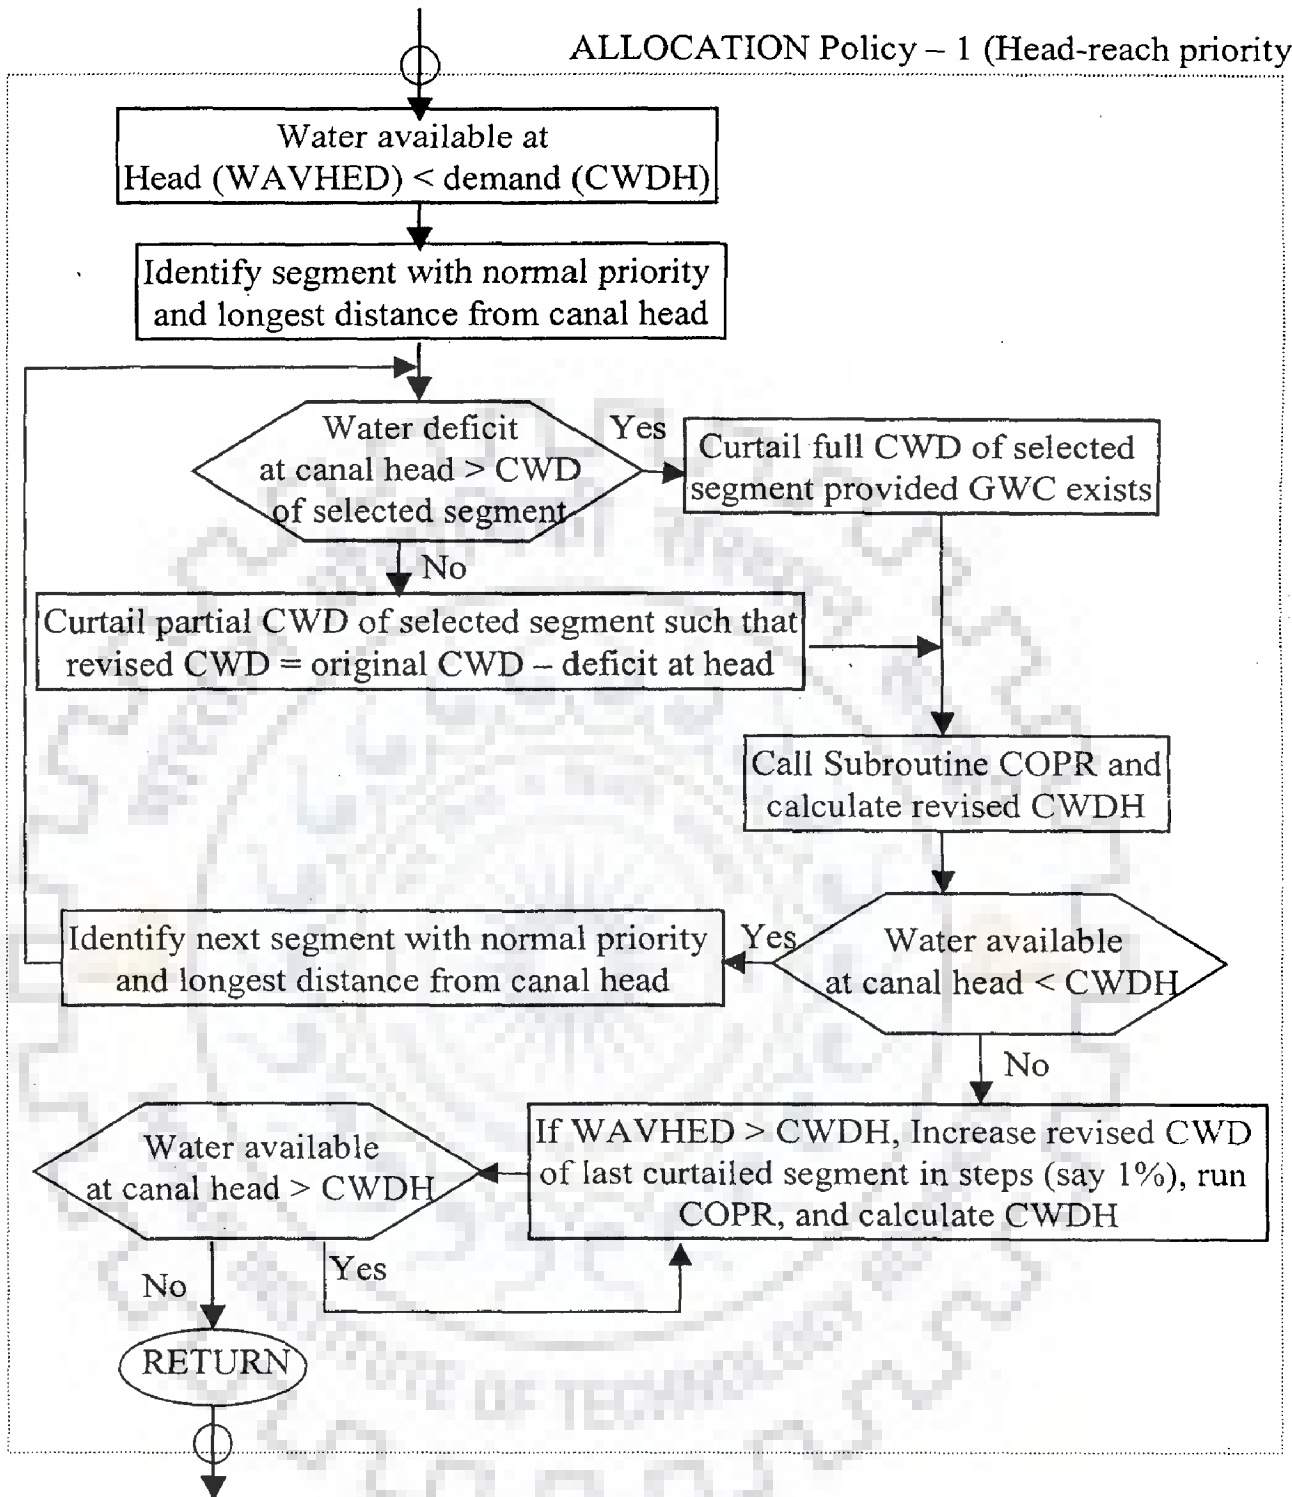 ALLOCATION Policy – 1 (Head-reach priority
Water available at
Head (WAVHED) < demand (CWDH)
Identify segment with normal priority
and longest distance from canal head
Water deficit
at canal head > CWD
of selected segment
Yes
Curtail full CWD of selected
segment provided GWC exists
No
Curtail partial CWD of selected segment such that
revised CWD = original CWD – deficit at head
Call Subroutine COPR and
calculate revised CWDH
Water available
at canal head < CWDH
Yes
Identify next segment with normal priority
and longest distance from canal head
No
If WAVHED > CWDH, Increase revised CWD
of last curtailed segment in steps (say 1%), run
COPR, and calculate CWDH
Water available
at canal head > CWDH
Yes
No
RETURN
INSTITUTE OF TECHNOLOGY